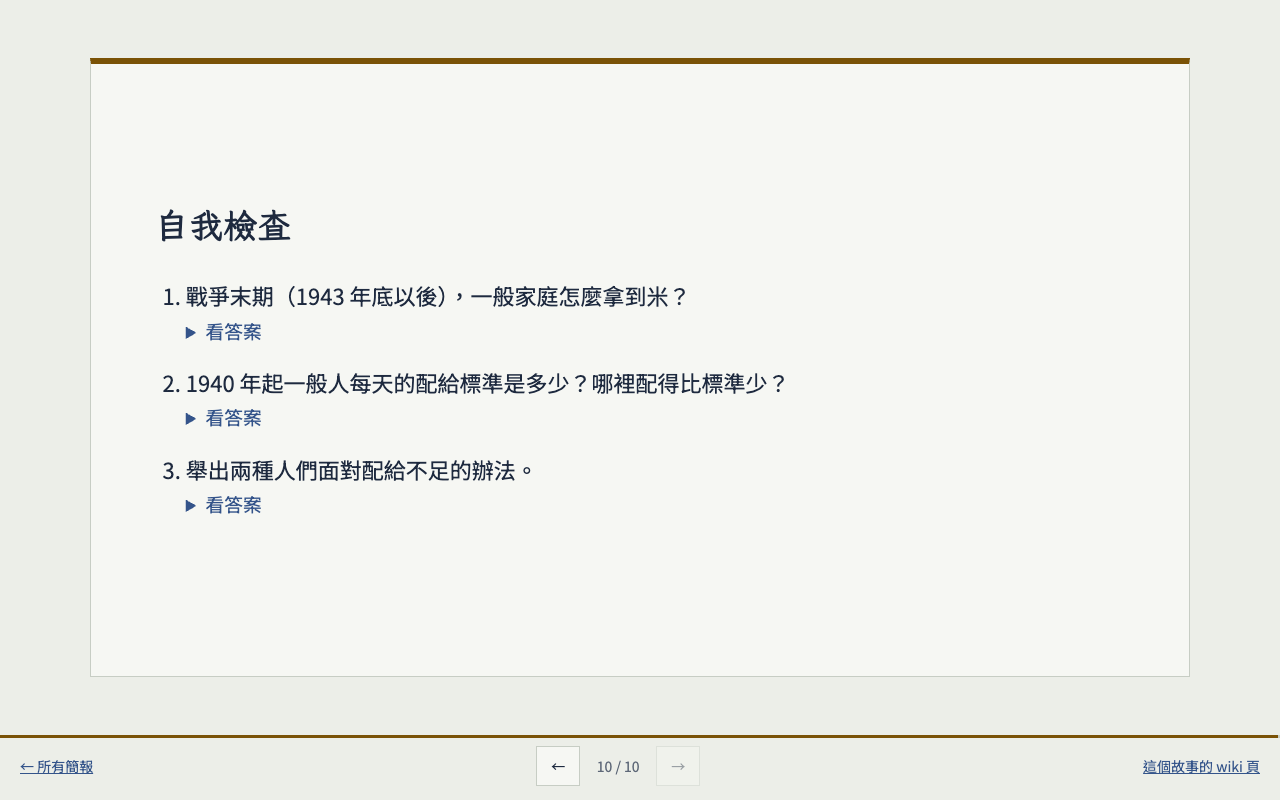 自我檢查
1. 戰爭末期（1943 年底以後），一般家庭怎麼拿到米？
▶ 看答案
2. 1940 年起一般人每天的配給標準是多少？哪裡配得比標準少？
▶ 看答案
3. 舉出兩種人們面對配給不足的辦法。
▶ 看答案
← 所有簡報
← 10 / 10 →
這個故事的 wiki 頁